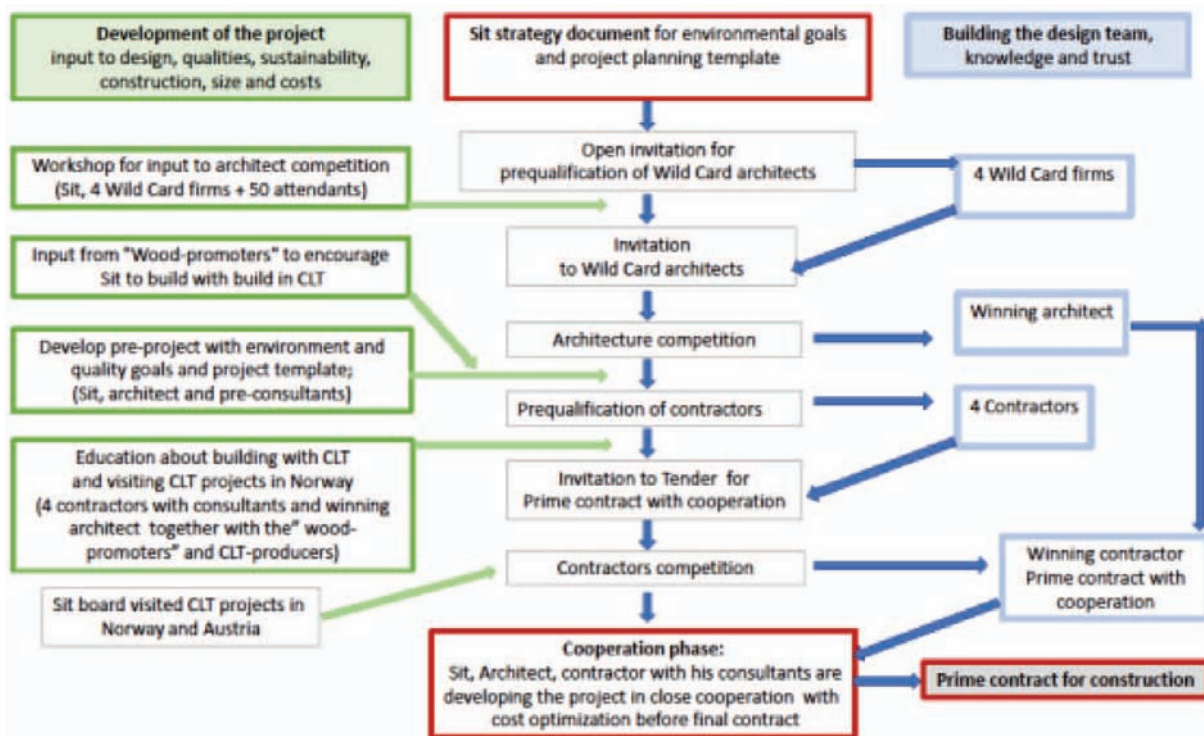 Development of the project
input to design, qualities, sustainability,
construction, size and costs
Sit strategy document for environmental goals
and project planning template
Building the design team,
knowledge and trust
Open invitation for
prequalification of Wild Card architects
4 Wild Card firms
Workshop for input to architect competition
(Sit, 4 Wild Card firms + 50 attendants)
Invitation
to Wild Card architects
Input from "Wood-promoters" to encourage
Sit to build with build in CLT
Architecture competition
Winning architect
Develop pre-project with environment and
quality goals and project template;
(Sit, architect and pre-consultants)
Prequalification of contractors
4 Contractors
Education about building with CLT
and visiting CLT projects in Norway
(4 contractors with consultants and winning
architect together with the" wood-
promoters" and CLT-producers)
Invitation to Tender for
Prime contract with cooperation
Contractors competition
Winning contractor
Prime contract with
cooperation
Sit board visited CLT projects in
Norway and Austria
Cooperation phase:
Sit, Architect, contractor with his consultants are
developing the project in close cooperation with
cost optimization before final contract
Prime contract for construction